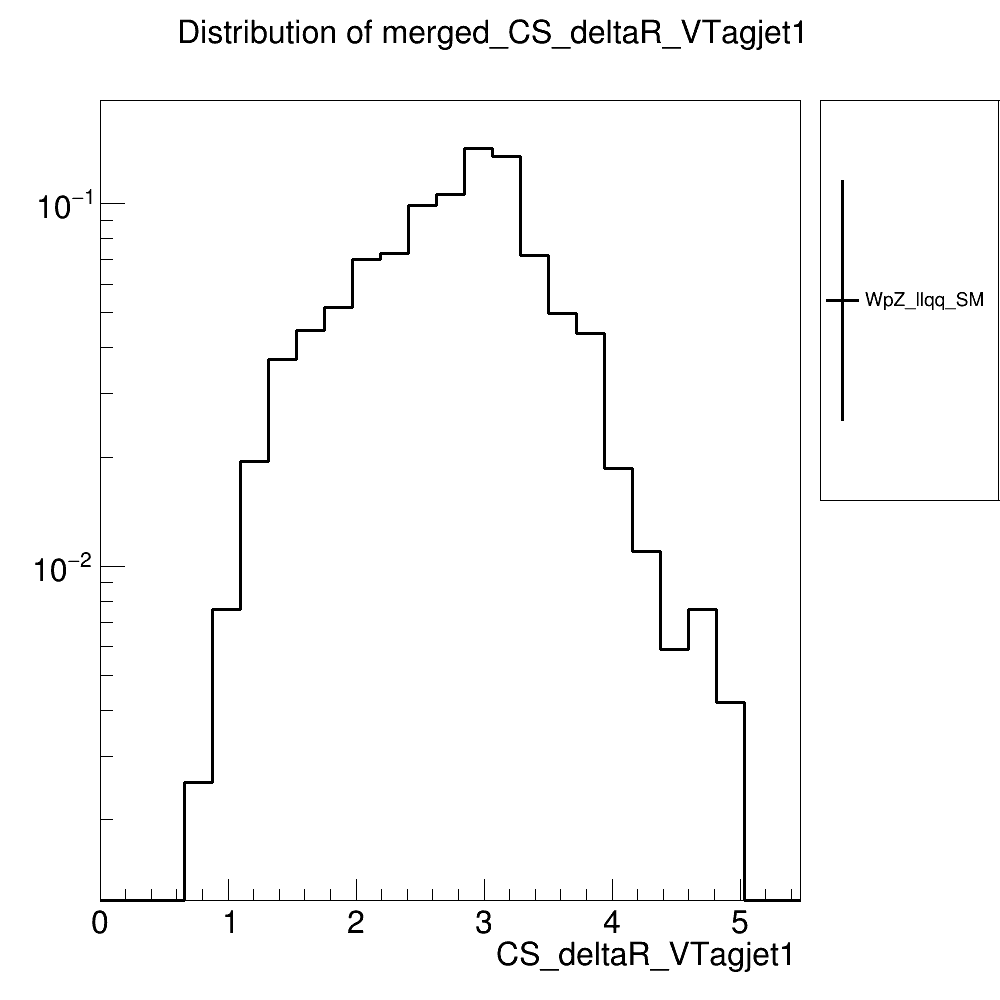 Distribution of merged_CS_deltaR_VTagjet1
10⁻¹
10⁻²
WpZ_llqq_SM
0 1 2 3 4 5
CS_deltaR_VTagjet1